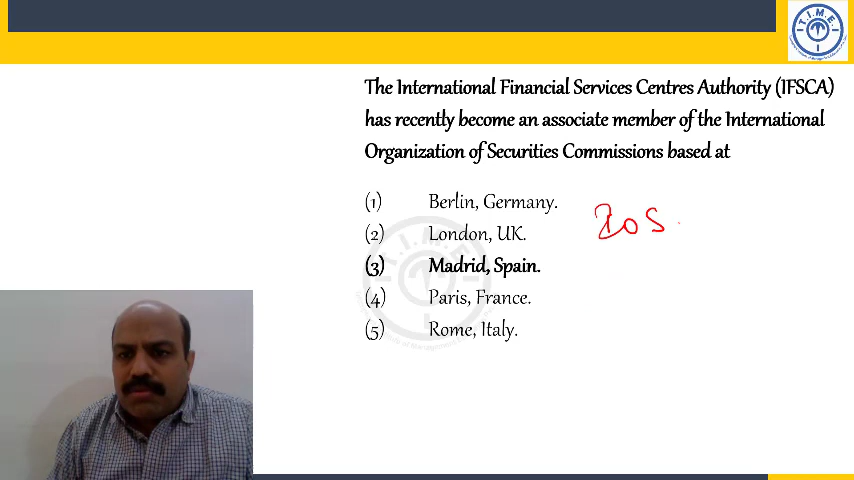 T.I.M.E.
The International Financial Services Centres Authority (IFSCA)
has recently become an associate member of the International
Organization of Securities Commissions based at
(1) Berlin, Germany.
(2) London, UK.
(3) Madrid, Spain.
(4) Paris, France.
(5) Rome, Italy.
IOS